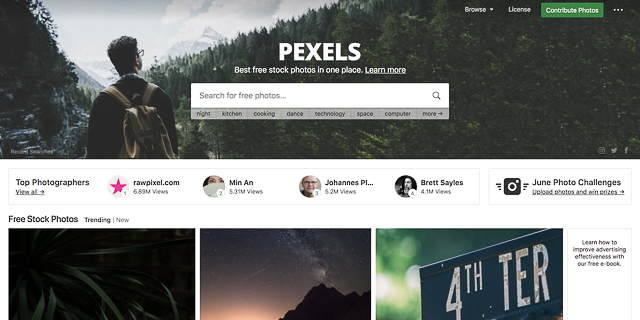 Browse License Contribute Photos
PEXELS
Best free stock photos in one place. Learn more
Search for free photos...
night kitchen cooking dance technology space computer more →
Recent Searches
Top Photographers
View all →
1
rawpixel.com
6.89M Views
2
Min An
5.31M Views
3
Johannes Pl...
5.2M Views
4
Brett Sayles
4.1M Views
June Photo Challenges
Upload photos and win prizes →
Free Stock Photos Trending | New
4TH TER
Learn how to
improve advertising
effectiveness with
our free e-book.